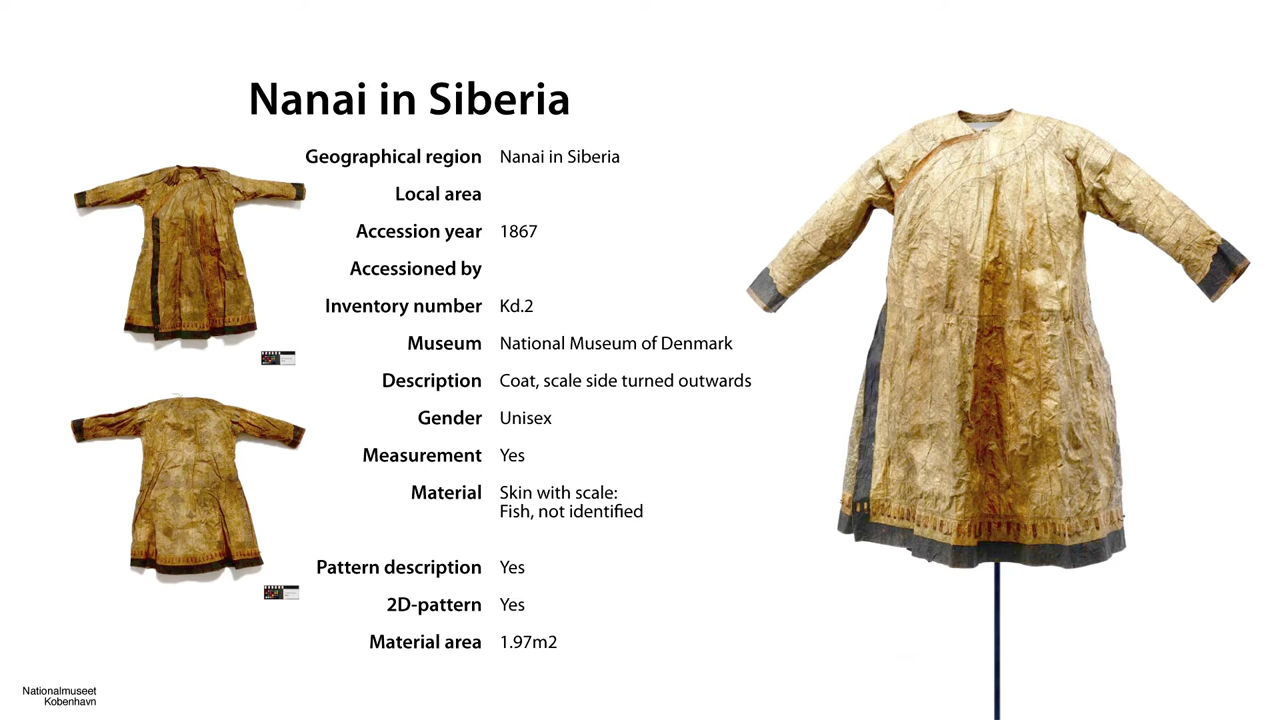 Nanai in Siberia
Geographical region Nanai in Siberia
Local area
Accession year 1867
Accessioned by
Inventory number Kd.2
Museum National Museum of Denmark
Description Coat, scale side turned outwards
Gender Unisex
Measurement Yes
Material Skin with scale:
Fish, not identified
Pattern description Yes
2D-pattern Yes
Material area 1.97m2
Nationalmuseet
Kobenhavn